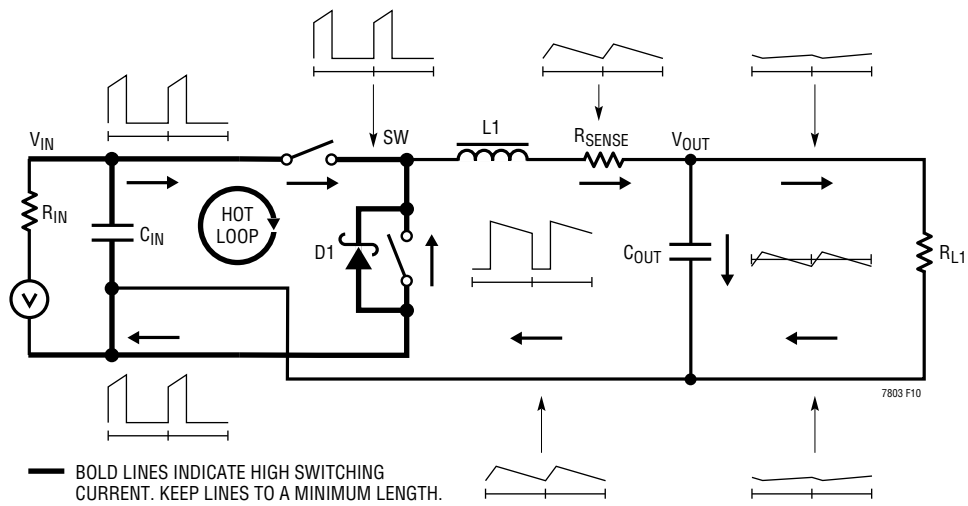 SW
L1
RSENSE
VOUT
VIN
RIN
CIN
HOT
LOOP
D1
COUT
RL1
V
7803 F10
BOLD LINES INDICATE HIGH SWITCHING
CURRENT. KEEP LINES TO A MINIMUM LENGTH.